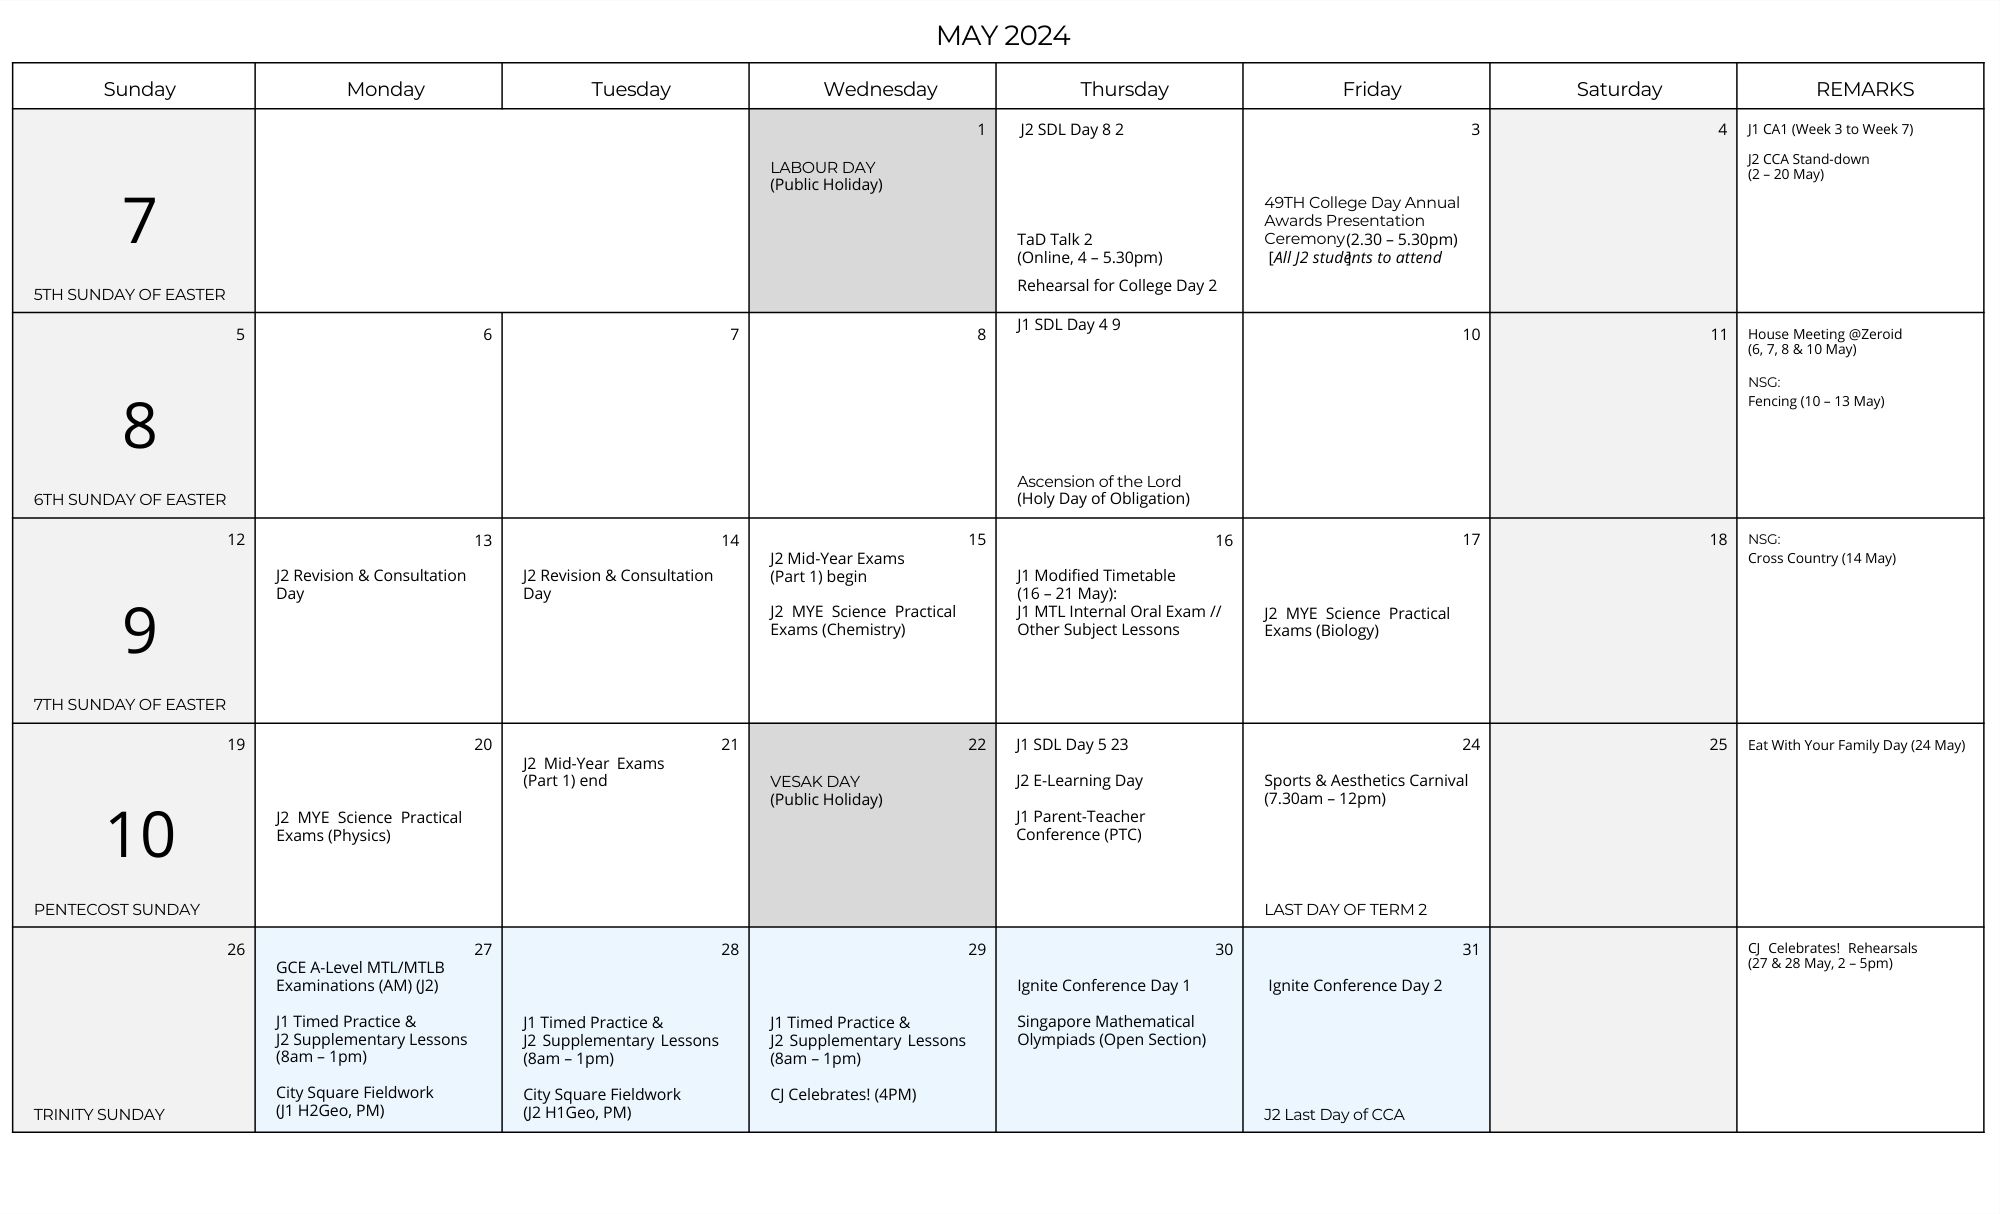 MAY 2024
Sunday Monday Tuesday Wednesday Thursday Friday Saturday REMARKS
7
5TH SUNDAY OF EASTER
1
LABOUR DAY
(Public Holiday)
J2 SDL Day 8 2
TaD Talk 2
(Online, 4 – 5.30pm)
Rehearsal for College Day 2
3
49TH College Day Annual
Awards Presentation
Ceremony(2.30 – 5.30pm)
[All J2 students to attend]
4
J1 CA1 (Week 3 to Week 7)
J2 CCA Stand-down
(2 – 20 May)
5
8
6TH SUNDAY OF EASTER
6
7
8
J1 SDL Day 4 9
Ascension of the Lord
(Holy Day of Obligation)
10
11
House Meeting @Zeroid
(6, 7, 8 & 10 May)
NSG:
Fencing (10 – 13 May)
12
9
7TH SUNDAY OF EASTER
13
J2 Revision & Consultation
Day
14
J2 Revision & Consultation
Day
15
J2 Mid-Year Exams
(Part 1) begin
J2 MYE Science Practical
Exams (Chemistry)
16
J1 Modified Timetable
(16 – 21 May):
J1 MTL Internal Oral Exam //
Other Subject Lessons
17
J2 MYE Science Practical
Exams (Biology)
18
NSG:
Cross Country (14 May)
19
10
PENTECOST SUNDAY
20
J2 MYE Science Practical
Exams (Physics)
21
J2 Mid-Year Exams
(Part 1) end
22
VESAK DAY
(Public Holiday)
J1 SDL Day 5 23
J2 E-Learning Day
J1 Parent-Teacher
Conference (PTC)
24
Sports & Aesthetics Carnival
(7.30am – 12pm)
LAST DAY OF TERM 2
25
Eat With Your Family Day (24 May)
26
TRINITY SUNDAY
27
GCE A-Level MTL/MTLB
Examinations (AM) (J2)
J1 Timed Practice &
J2 Supplementary Lessons
(8am – 1pm)
City Square Fieldwork
(J1 H2Geo, PM)
28
J1 Timed Practice &
J2 Supplementary Lessons
(8am – 1pm)
City Square Fieldwork
(J2 H1Geo, PM)
29
J1 Timed Practice &
J2 Supplementary Lessons
(8am – 1pm)
CJ Celebrates! (4PM)
30
Ignite Conference Day 1
Singapore Mathematical
Olympiads (Open Section)
31
Ignite Conference Day 2
J2 Last Day of CCA
CJ Celebrates! Rehearsals
(27 & 28 May, 2 – 5pm)